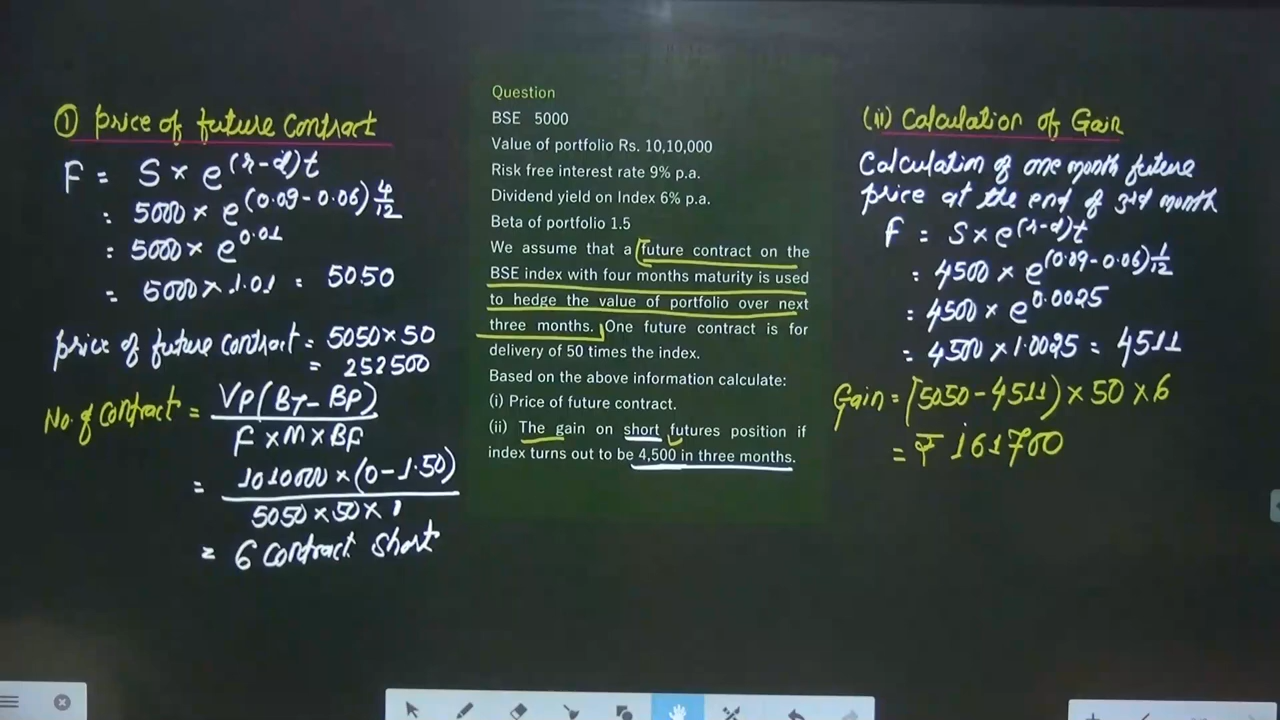 ① Price of future Contract
F = S × e^(r-d)t
= 5000 × e^(0.09-0.06)4/12
= 5000 × e^0.01
= 5000 × 1.01 = 5050
Price of future contract = 5050×50
= 252500
No. of contract = VP(BT - BP) / F × M × BF
= 1010000 × (0-1.50) / 5050 × 50 × 1
= 6 contract short
Question
BSE 5000
Value of portfolio Rs. 10,10,000
Risk free interest rate 9% p.a.
Dividend yield on Index 6% p.a.
Beta of portfolio 1.5
We assume that a future contract on the
BSE index with four months maturity is used
to hedge the value of portfolio over next
three months. One future contract is for
delivery of 50 times the index.
Based on the above information calculate:
(i) Price of future contract.
(ii) The gain on short futures position if
index turns out to be 4,500 in three months.
(ii) Calculation of Gain
Calculation of one month future
price at the end of 3rd month
F = S × e^(r-d)t
= 4500 × e^(0.09-0.06)1/12
= 4500 × e^0.0025
= 4500 × 1.0025 = 4511
Gain = (5050-4511) × 50 × 6
= ₹ 161700